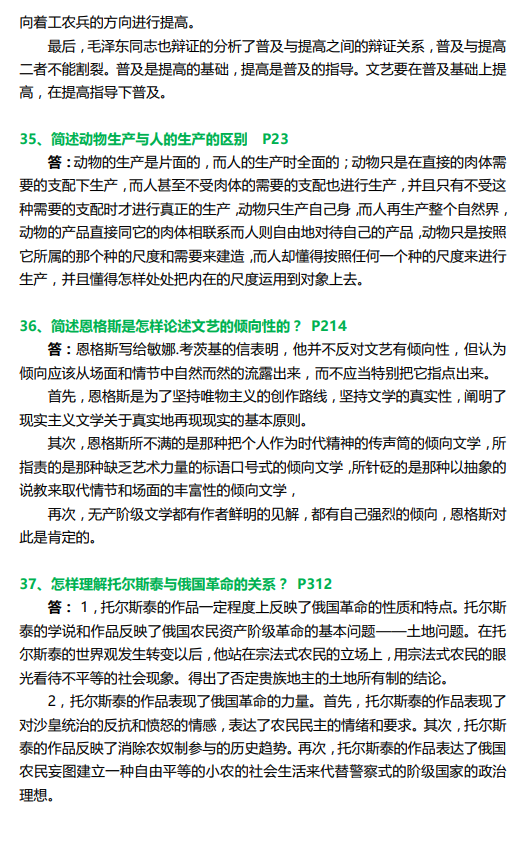 向着工农兵的方向进行提高。
最后，毛泽东同志也辩证的分析了普及与提高之间的辩证关系，普及与提高
二者不能割裂。普及是提高的基础，提高是普及的指导。文艺要在普及基础上提
高，在提高指导下普及。
35、简述动物生产与人的生产的区别 P23
答：动物的生产是片面的，而人的生产时全面的；动物只是在直接的肉体需
要的支配下生产，而人甚至不受肉体的需要的支配也进行生产，并且只有不受这
种需要的支配时才进行真正的生产，动物只生产自己身，而人再生产整个自然界，
动物的产品直接同它的肉体相联系而人则自由地对待自己的产品，动物只是按照
它所属的那个种的尺度和需要来建造，而人却懂得按照任何一个种的尺度来进行
生产，并且懂得怎样处处把内在的尺度运用到对象上去。
36、简述恩格斯是怎样论述文艺的倾向性的？ P214
答：恩格斯写给敏娜.考茨基的信表明，他并不反对文艺有倾向性，但认为
倾向应该从场面和情节中自然而然的流露出来，而不应当特别把它指点出来。
首先，恩格斯是为了坚持唯物主义的创作路线，坚持文学的真实性，阐明了
现实主义文学关于真实地再现现实的基本原则。
其次，恩格斯所不满的是那种把个人作为时代精神的传声筒的倾向文学，所
指责的是那种缺乏艺术力量的标语口号式的倾向文学，所针砭的是那种以抽象的
说教来取代情节和场面的丰富性的倾向文学，
再次，无产阶级文学都有作者鲜明的见解，都有自己强烈的倾向，恩格斯对
此是肯定的。
37、怎样理解托尔斯泰与俄国革命的关系？ P312
答： 1，托尔斯泰的作品一定程度上反映了俄国革命的性质和特点。托尔斯
泰的学说和作品反映了俄国农民资产阶级革命的基本问题——土地问题。在托
尔斯泰的世界观发生转变以后，他站在宗法式农民的立场上，用宗法式农民的眼
光看待不平等的社会现象。得出了否定贵族地主的土地所有制的结论。
2，托尔斯泰的作品表现了俄国革命的力量。首先，托尔斯泰的作品表现了
对沙皇统治的反抗和愤怒的情感，表达了农民民主的情绪和要求。其次，托尔斯
泰的作品反映了消除农奴制参与的历史趋势。再次，托尔斯泰的作品表达了俄国
农民妄图建立一种自由平等的小农的社会生活来代替警察式的阶级国家的政治
理想。